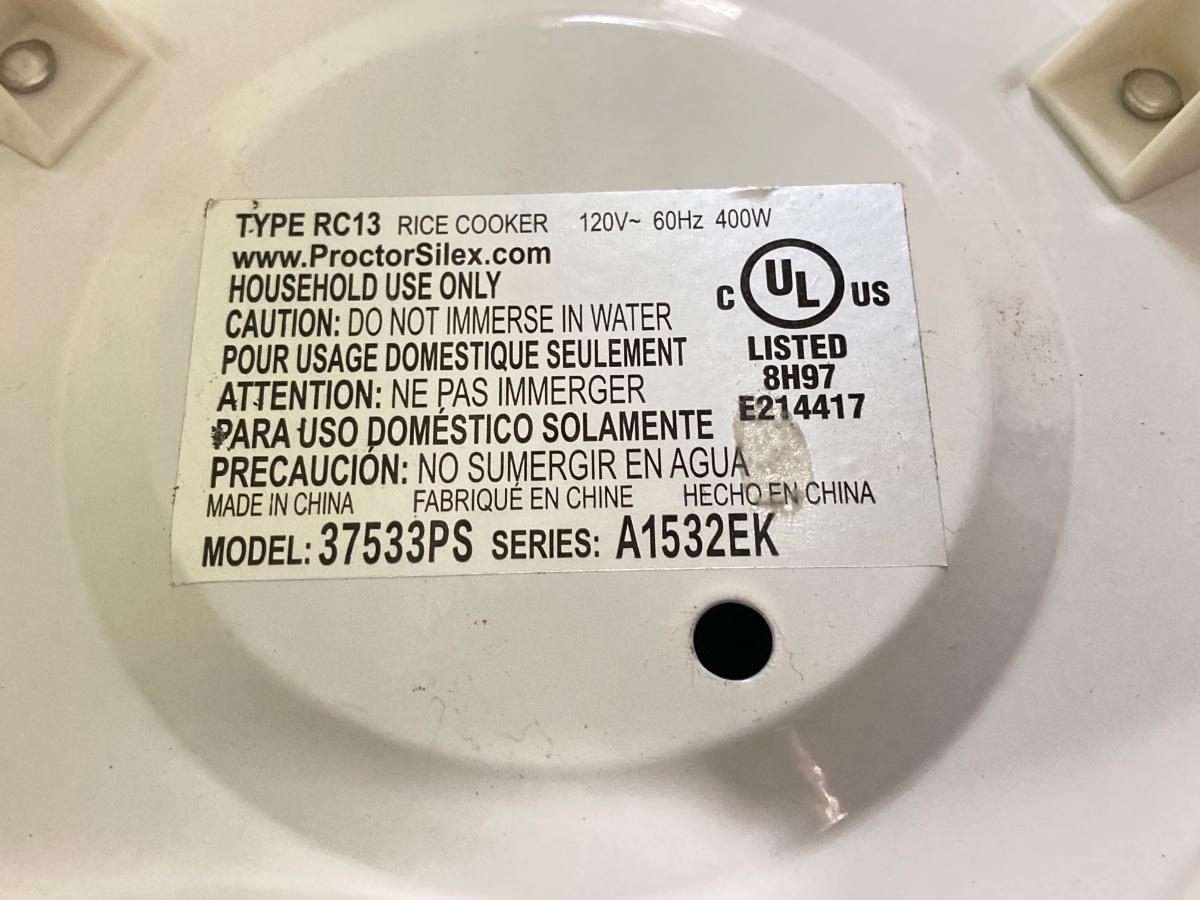 TYPE RC13 RICE COOKER 120V~ 60Hz 400W
www.ProctorSilex.com
HOUSEHOLD USE ONLY
CAUTION: DO NOT IMMERSE IN WATER
POUR USAGE DOMESTIQUE SEULEMENT
ATTENTION: NE PAS IMMERGER
PARA USO DOMÉSTICO SOLAMENTE
PRECAUCIÓN: NO SUMERGIR EN AGUA
MADE IN CHINA FABRIQUÉ EN CHINE HECHO EN CHINA
MODEL: 37533PS SERIES: A1532EK
C UL US
LISTED
8H97
E214417